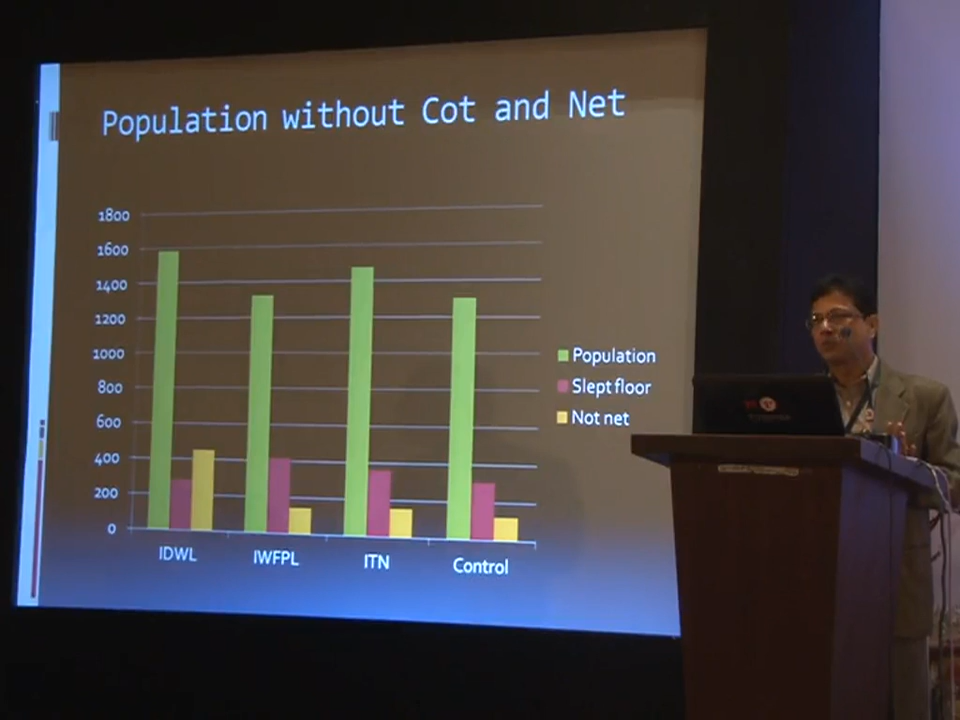 Population without Cot and Net
1800
1600
1400
1200
1000
800
600
400
200
0
IDWL
IWFPL
ITN
Control
Population
Slept floor
Not net